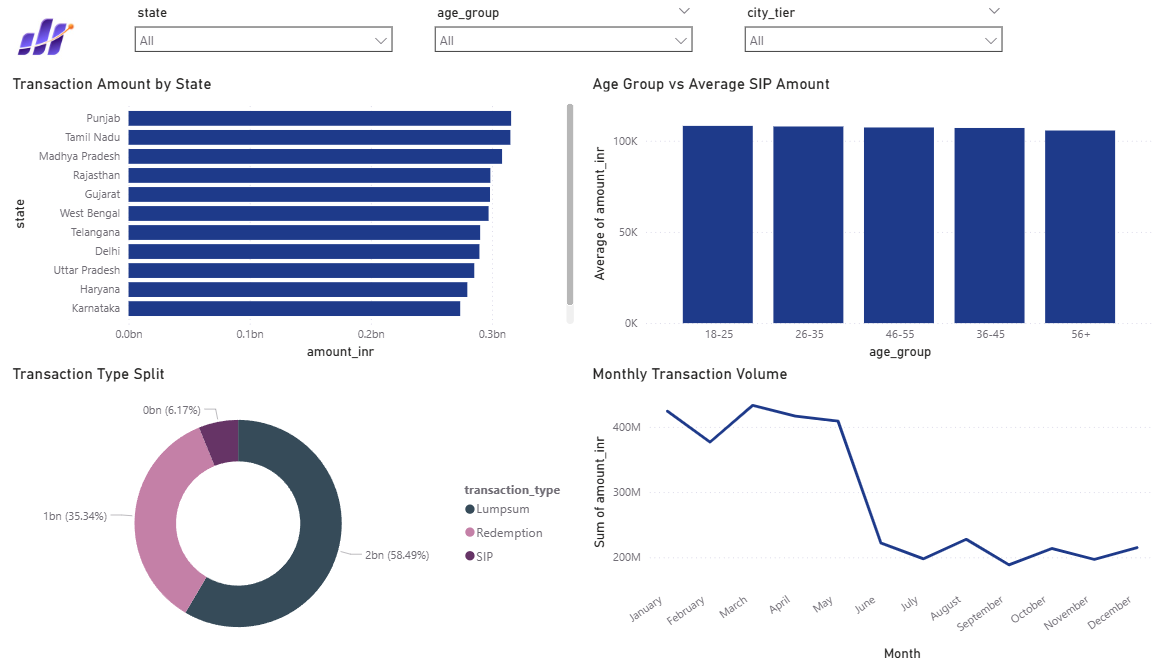 state
All
age_group
All
city_tier
All
Transaction Amount by State
state
Punjab
Tamil Nadu
Madhya Pradesh
Rajasthan
Gujarat
West Bengal
Telangana
Delhi
Uttar Pradesh
Haryana
Karnataka
0.0bn 0.1bn 0.2bn 0.3bn
amount_inr
Age Group vs Average SIP Amount
Average of amount_inr
100K
50K
0K
18-25 26-35 46-55 36-45 56+
age_group
Transaction Type Split
0bn (6.17%)
1bn (35.34%)
2bn (58.49%)
transaction_type
Lumpsum
Redemption
SIP
Monthly Transaction Volume
Sum of amount_inr
400M
300M
200M
January February March April May June July August September October November December
Month